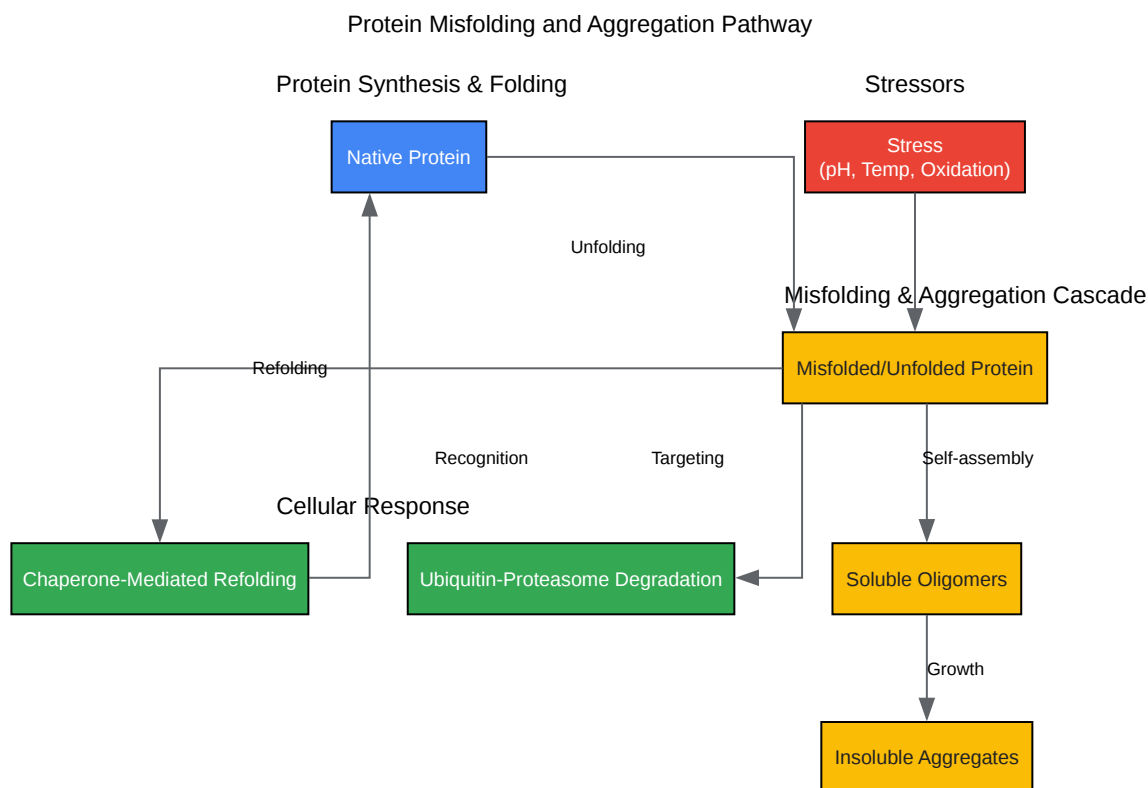 Protein Misfolding and Aggregation Pathway
Protein Synthesis & Folding
Stressors
Native Protein
Stress
(pH, Temp, Oxidation)
Unfolding
Misfolding & Aggregation Cascade
Refolding
Misfolded/Unfolded Protein
Recognition
Targeting
Self-assembly
Cellular Response
Chaperone-Mediated Refolding
Ubiquitin-Proteasome Degradation
Soluble Oligomers
Growth
Insoluble Aggregates